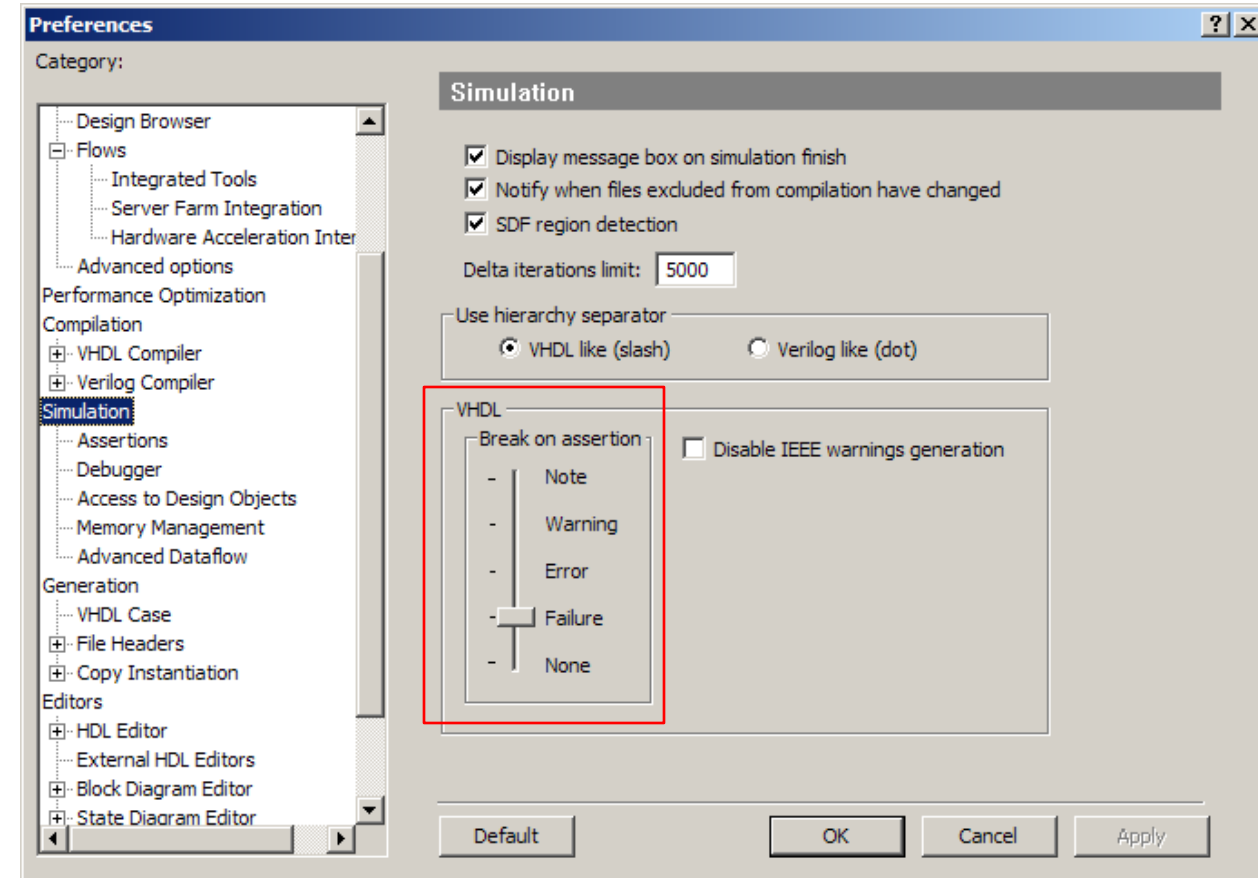 Preferences
Category:
Design Browser
Flows
Integrated Tools
Server Farm Integration
Hardware Acceleration Inter
Advanced options
Performance Optimization
Compilation
VHDL Compiler
Verilog Compiler
Simulation
Assertions
Debugger
Access to Design Objects
Memory Management
Advanced Dataflow
Generation
VHDL Case
File Headers
Copy Instantiation
Editors
HDL Editor
External HDL Editors
Block Diagram Editor
State Diagram Editor
Simulation
Display message box on simulation finish
Notify when files excluded from compilation have changed
SDF region detection
Delta iterations limit: 5000
Use hierarchy separator
VHDL like (slash) Verilog like (dot)
VHDL
Break on assertion
Note
Warning
Error
Failure
None
Disable IEEE warnings generation
Default OK Cancel Apply